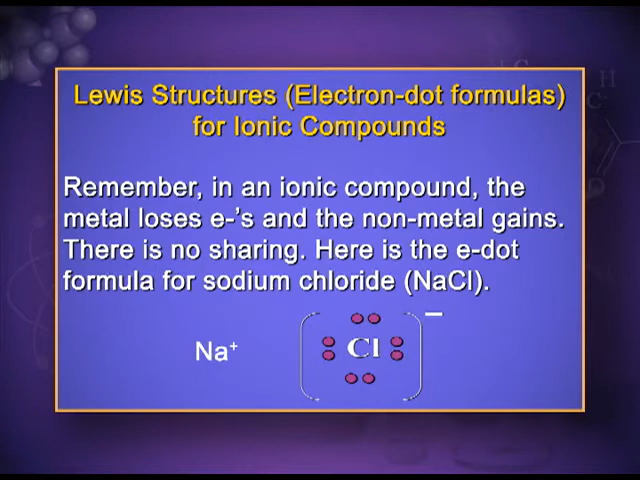 Lewis Structures (Electron-dot formulas)
for Ionic Compounds
Remember, in an ionic compound, the
metal loses e-'s and the non-metal gains.
There is no sharing. Here is the e-dot
formula for sodium chloride (NaCl).
Na⁺ [Cl]⁻